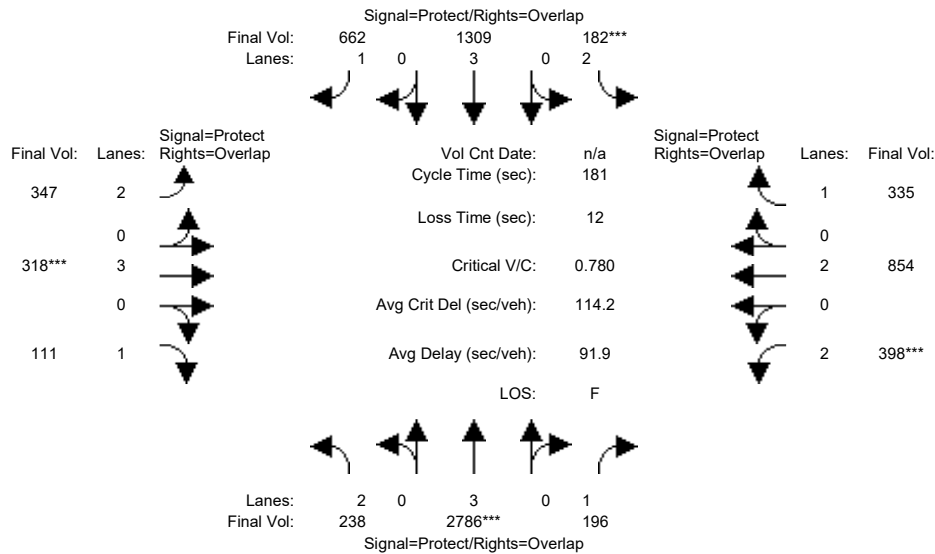 Signal=Protect/Rights=Overlap
Final Vol: 662 1309 182***
Lanes: 1 0 3 0 2
Signal=Protect
Final Vol: Lanes: Rights=Overlap
Vol Cnt Date: n/a
Signal=Protect
Rights=Overlap Lanes: Final Vol:
Cycle Time (sec): 181
347 2
1 335
Loss Time (sec): 12
0
0
318*** 3
Critical V/C: 0.780
2 854
0
Avg Crit Del (sec/veh): 114.2
0
111 1
Avg Delay (sec/veh): 91.9
2 398***
LOS: F
Lanes: 2 0 3 0 1
Final Vol: 238 2786*** 196
Signal=Protect/Rights=Overlap